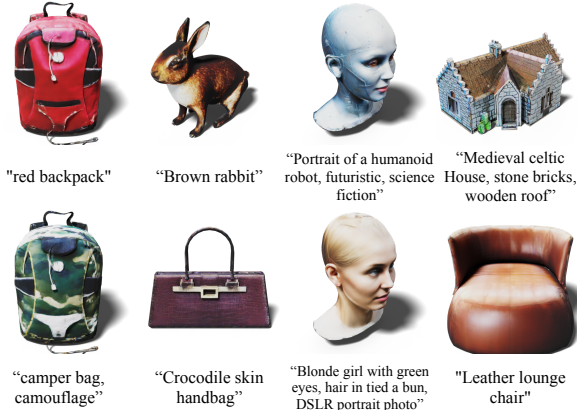 "red backpack"
“Brown rabbit”
“Portrait of a humanoid
robot, futuristic, science
fiction”
“Medieval celtic
House, stone bricks,
wooden roof”
“camper bag,
camouflage”
“Crocodile skin
handbag”
“Blonde girl with green
eyes, hair in tied a bun,
DSLR portrait photo”
"Leather lounge
chair"